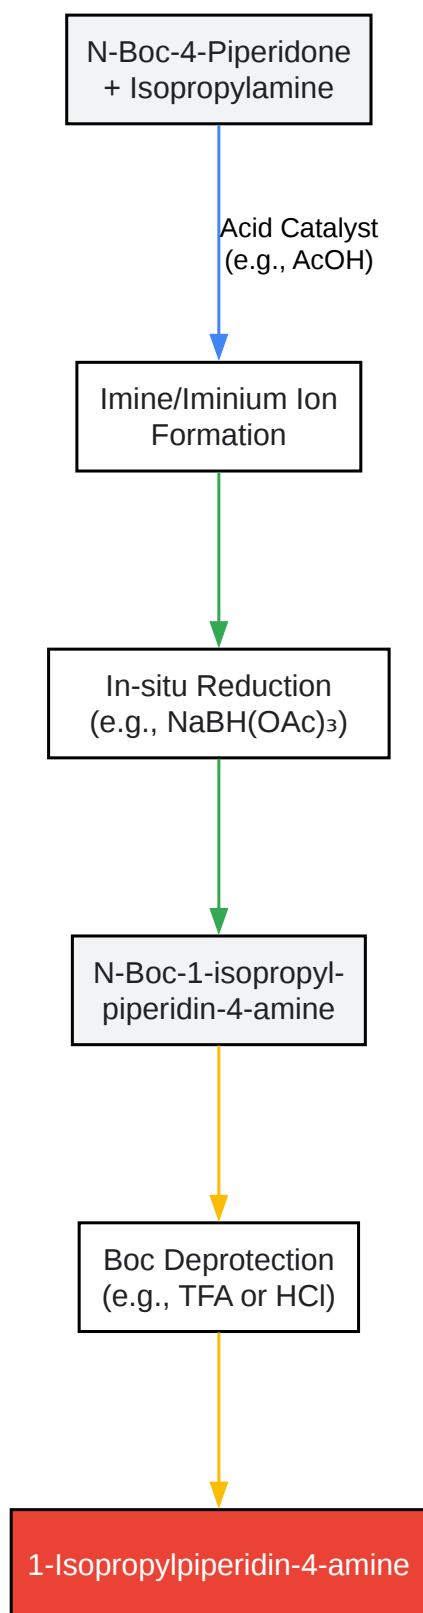 N-Boc-4-Piperidone
+ Isopropylamine
Acid Catalyst
(e.g., AcOH)
Imine/Iminium Ion
Formation
In-situ Reduction
(e.g., NaBH(OAc)₃)
N-Boc-1-isopropyl-
piperidin-4-amine
Boc Deprotection
(e.g., TFA or HCl)
1-Isopropylpiperidin-4-amine